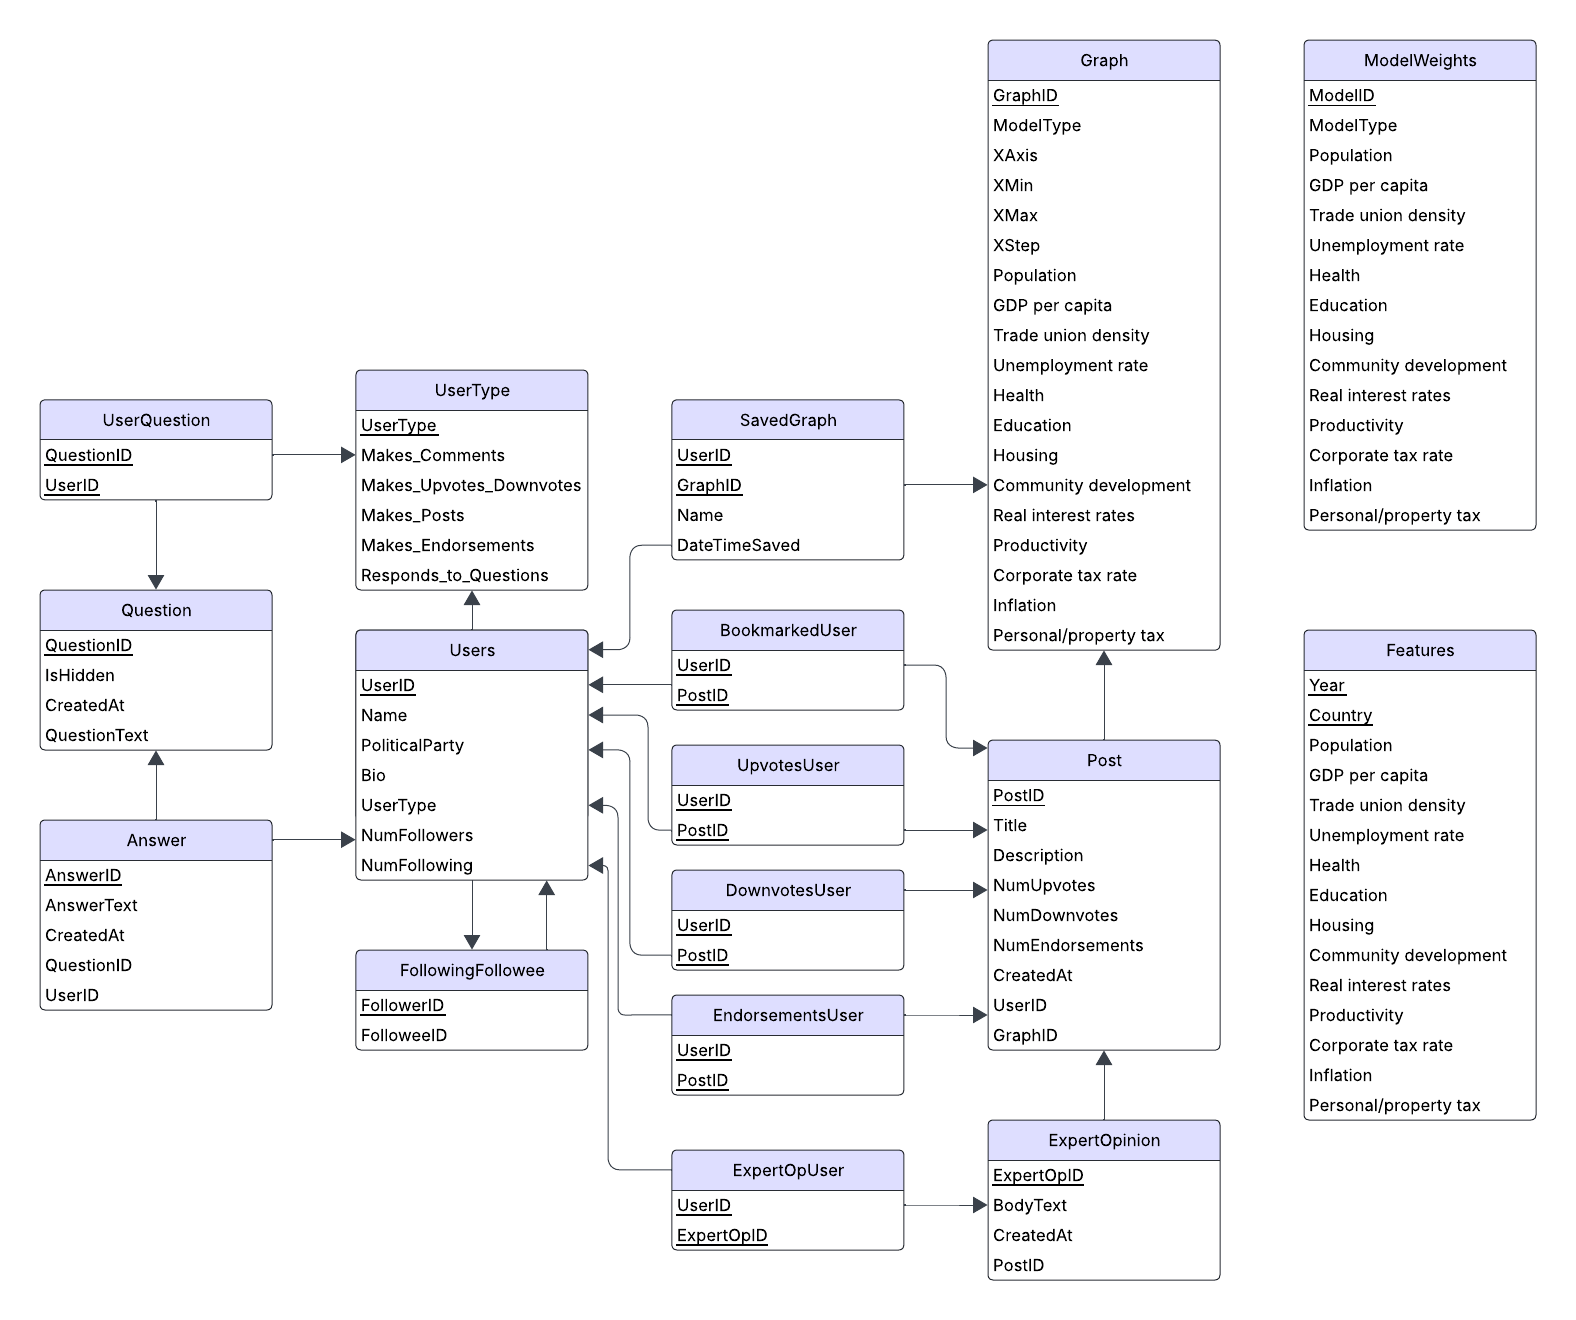 Graph
GraphID
ModelType
XAxis
XMin
XMax
XStep
Population
GDP per capita
Trade union density
Unemployment rate
Health
Education
Housing
Community development
Real interest rates
Productivity
Corporate tax rate
Inflation
Personal/property tax
ModelWeights
ModelID
ModelType
Population
GDP per capita
Trade union density
Unemployment rate
Health
Education
Housing
Community development
Real interest rates
Productivity
Corporate tax rate
Inflation
Personal/property tax
UserQuestion
QuestionID
UserID
UserType
UserType
Makes_Comments
Makes_Upvotes_Downvotes
Makes_Posts
Makes_Endorsements
Responds_to_Questions
SavedGraph
UserID
GraphID
Name
DateTimeSaved
Question
QuestionID
IsHidden
CreatedAt
QuestionText
Users
UserID
Name
PoliticalParty
Bio
UserType
NumFollowers
NumFollowing
BookmarkedUser
UserID
PostID
UpvotesUser
UserID
PostID
Post
PostID
Title
Description
NumUpvotes
NumDownvotes
NumEndorsements
CreatedAt
UserID
GraphID
Features
Year
Country
Population
GDP per capita
Trade union density
Unemployment rate
Health
Education
Housing
Community development
Real interest rates
Productivity
Corporate tax rate
Inflation
Personal/property tax
Answer
AnswerID
AnswerText
CreatedAt
QuestionID
UserID
FollowingFollowee
FollowerID
FolloweeID
DownvotesUser
UserID
PostID
EndorsementsUser
UserID
PostID
ExpertOpUser
UserID
ExpertOpID
ExpertOpinion
ExpertOpID
BodyText
CreatedAt
PostID